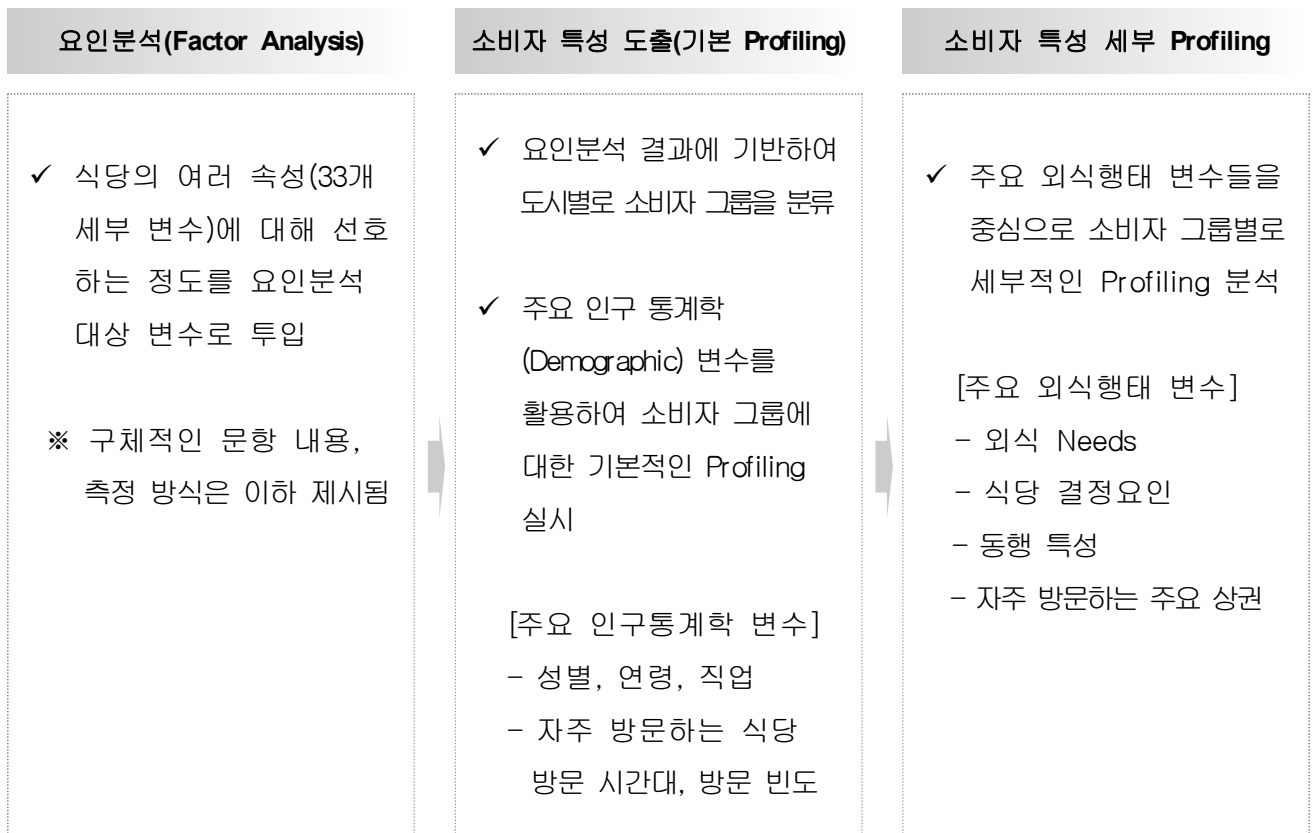 요인분석(Factor Analysis)
✓ 식당의 여러 속성(33개
세부 변수)에 대해 선호
하는 정도를 요인분석
대상 변수로 투입
※ 구체적인 문항 내용,
측정 방식은 이하 제시됨
소비자 특성 도출(기본 Profiling)
✓ 요인분석 결과에 기반하여
도시별로 소비자 그룹을 분류
✓ 주요 인구 통계학
(Demographic) 변수를
활용하여 소비자 그룹에
대한 기본적인 Profiling
실시
[주요 인구통계학 변수]
- 성별, 연령, 직업
- 자주 방문하는 식당
방문 시간대, 방문 빈도
소비자 특성 세부 Profiling
✓ 주요 외식행태 변수들을
중심으로 소비자 그룹별로
세부적인 Profiling 분석
[주요 외식행태 변수]
- 외식 Needs
- 식당 결정요인
- 동행 특성
- 자주 방문하는 주요 상권